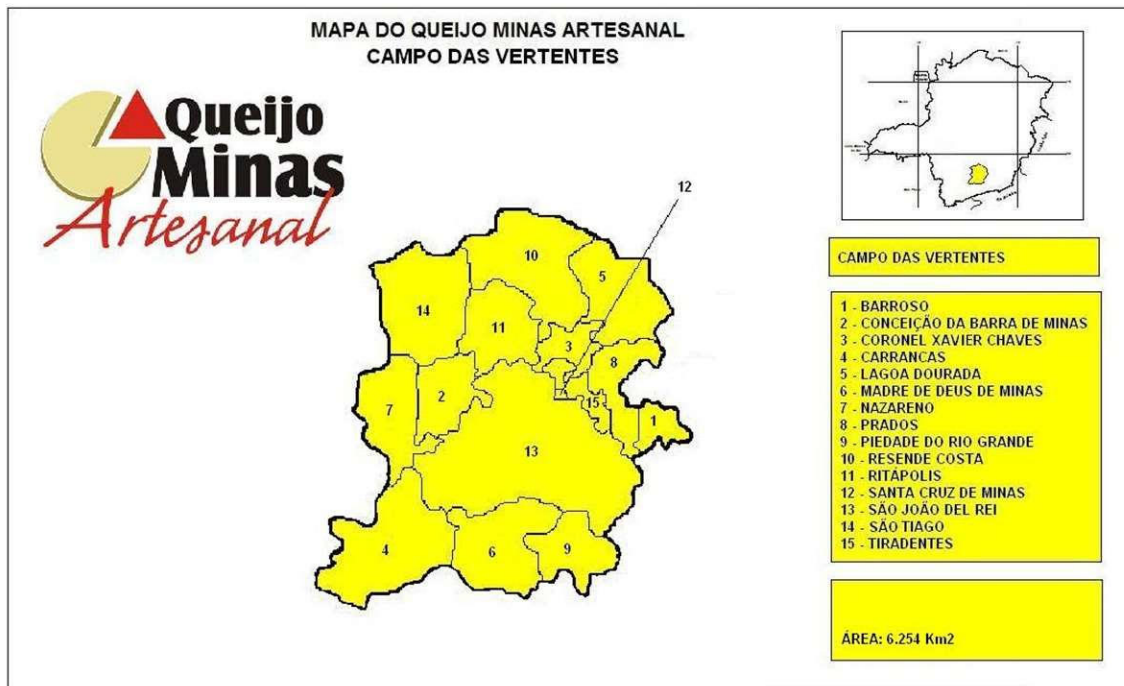 MAPA DO QUEIJO MINAS ARTESANAL
CAMPO DAS VERTENTES
Queijo
Minas
Artesanal
12
10
5
14
11
3
8
7
2
15
1
13
4
6
9
CAMPO DAS VERTENTES
1 - BARROSO
2 - CONCEIÇÃO DA BARRA DE MINAS
3 - CORONEL XAVIER CHAVES
4 - CARRANCAS
5 - LAGOA DOURADA
6 - MADRE DE DEUS DE MINAS
7 - NAZARENO
8 - PRADOS
9 - PIEDADE DO RIO GRANDE
10 - RESENDE COSTA
11 - RITÁPOLIS
12 - SANTA CRUZ DE MINAS
13 - SÃO JOÃO DEL REI
14 - SÃO TIAGO
15 - TIRADENTES
ÁREA: 6.254 Km2